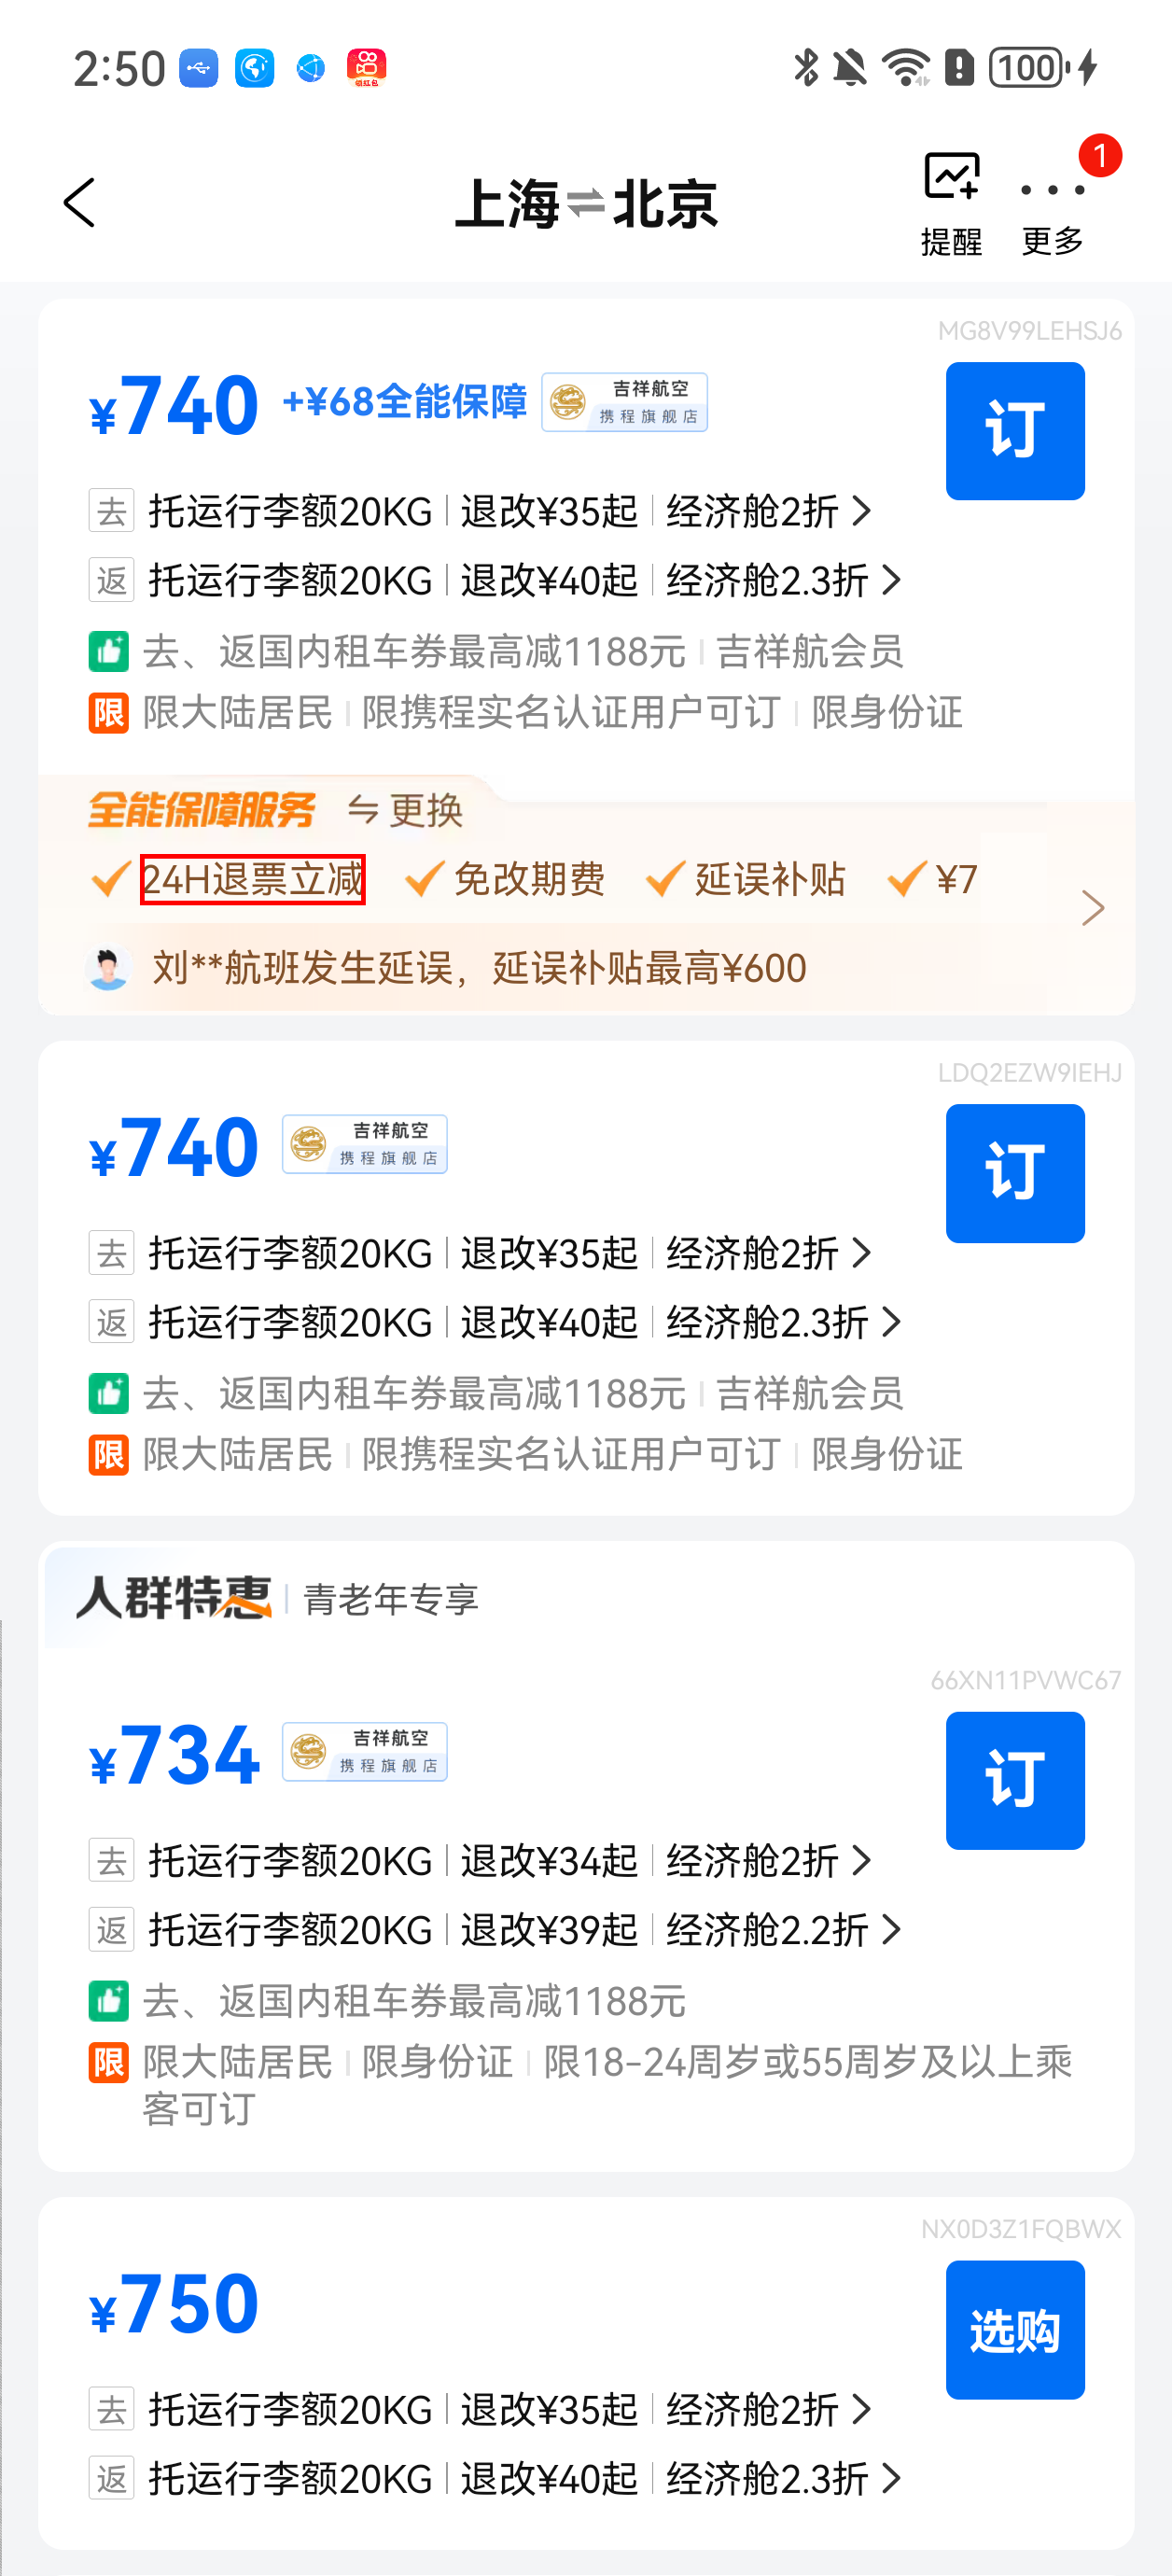 2:50
领红包
100
上海⇌北京
提醒
更多
1
MG8V99LEHSJ6
¥740 +¥68全能保障 吉祥航空 携程旗舰店
订
去 托运行李额20KG | 退改¥35起 | 经济舱2折 >
返 托运行李额20KG | 退改¥40起 | 经济舱2.3折 >
去、返国内租车券最高减1188元 | 吉祥航会员
限 限大陆居民 | 限携程实名认证用户可订 | 限身份证
全能保障服务 ⇋ 更换
24H退票立减 免改期费 延误补贴 ¥7
刘**航班发生延误，延误补贴最高¥600
LDQ2EZW9IEHJ
¥740 吉祥航空 携程旗舰店
订
去 托运行李额20KG | 退改¥35起 | 经济舱2折 >
返 托运行李额20KG | 退改¥40起 | 经济舱2.3折 >
去、返国内租车券最高减1188元 | 吉祥航会员
限 限大陆居民 | 限携程实名认证用户可订 | 限身份证
人群特惠 | 青老年专享
66XN11PVWC67
¥734 吉祥航空 携程旗舰店
订
去 托运行李额20KG | 退改¥34起 | 经济舱2折 >
返 托运行李额20KG | 退改¥39起 | 经济舱2.2折 >
去、返国内租车券最高减1188元
限 限大陆居民 | 限身份证 | 限18-24周岁或55周岁及以上乘
客可订
NX0D3Z1FQBWX
¥750
选购
去 托运行李额20KG | 退改¥35起 | 经济舱2折 >
返 托运行李额20KG | 退改¥40起 | 经济舱2.3折 >